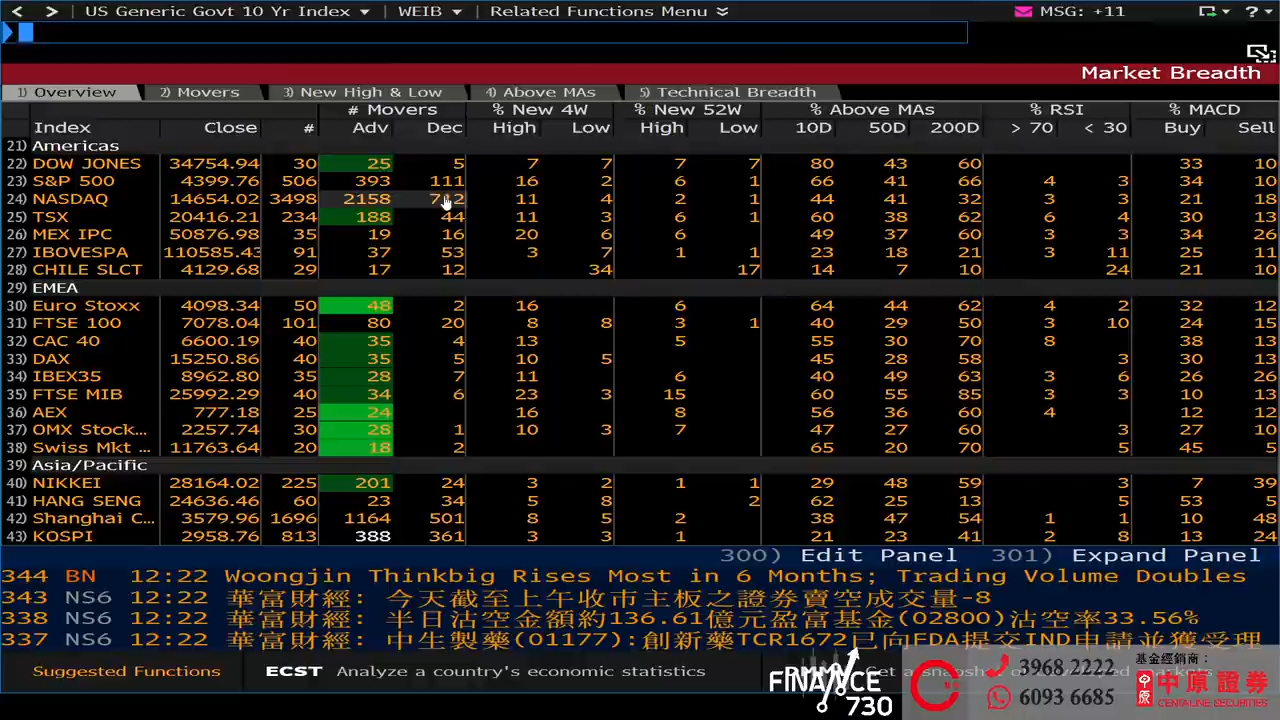 US Generic Govt 10 Yr Index WEIB Related Functions Menu MSG: +11 ?
Market Breadth
1) Overview 2) Movers 3) New High & Low 4) Above MAs 5) Technical Breadth
# Movers % New 4W % New 52W % Above MAs % RSI % MACD
Index Close # Adv Dec High Low High Low 10D 50D 200D > 70 < 30 Buy Sell
21) Americas
22) DOW JONES 34754.94 30 25 5 7 7 7 7 80 43 60 33 10
23) S&P 500 4399.76 506 393 111 16 2 6 1 66 41 66 4 3 34 10
24) NASDAQ 14654.02 3498 2158 11 4 2 1 44 41 32 3 3 21 18
25) TSX 20416.21 234 188 44 11 3 6 1 60 38 62 6 4 30 13
26) MEX IPC 50876.98 35 19 16 20 6 6 49 37 60 3 3 34 26
27) IBOVESPA 110585.43 91 37 53 3 7 1 1 23 18 21 3 11 25 11
28) CHILE SLCT 4129.68 29 17 12 34 17 14 7 10 24 21 10
29) EMEA
30) Euro Stoxx 4098.34 50 48 2 16 6 64 44 62 4 2 32 12
31) FTSE 100 7078.04 101 80 20 8 8 3 1 40 29 50 3 10 24 15
32) CAC 40 6600.19 40 35 4 13 5 55 30 70 8 38 13
33) DAX 15250.86 40 35 5 10 5 45 28 58 3 30 13
34) IBEX35 8962.80 35 28 7 11 6 40 49 63 3 6 26 26
35) FTSE MIB 25992.29 40 34 6 23 3 15 60 55 85 3 3 10 13
36) AEX 777.18 25 24 16 8 56 36 60 4 12 12
37) OMX Stock... 2257.74 30 28 1 10 3 7 47 27 60 27 10
38) Swiss Mkt ... 11763.64 20 18 2 65 20 70 5 45 5
39) Asia/Pacific
40) NIKKEI 28164.02 225 201 24 3 2 1 1 29 48 59 3 7 39
41) HANG SENG 24636.46 60 23 34 5 8 2 62 25 13 5 53 5
42) Shanghai C... 3579.96 1696 1164 501 8 5 2 38 47 54 1 1 10 48
43) KOSPI 2958.76 813 388 361 3 3 1 21 23 41 2 8 13 24
300) Edit Panel 301) Expand Panel
344 BN 12:22 Woongjin Thinkbig Rises Most in 6 Months; Trading Volume Doubles
343 NS6 12:22 華富財經: 今天截至上午收市主板之證券賣空成交量-8
338 NS6 12:22 華富財經: 半日沽空金額約136.61億元盈富基金(02800)沽空率33.56%
337 NS6 12:22 華富財經: 中生製藥(01177):創新藥TCR1672已向FDA提交IND申請並獲受理
Suggested Functions ECST Analyze a country's economic statistics Get a snapshot of
FINANCE 730
3968 2222
6093 6685
基金經銷商：
中原證券
CENTALINE SECURITIES